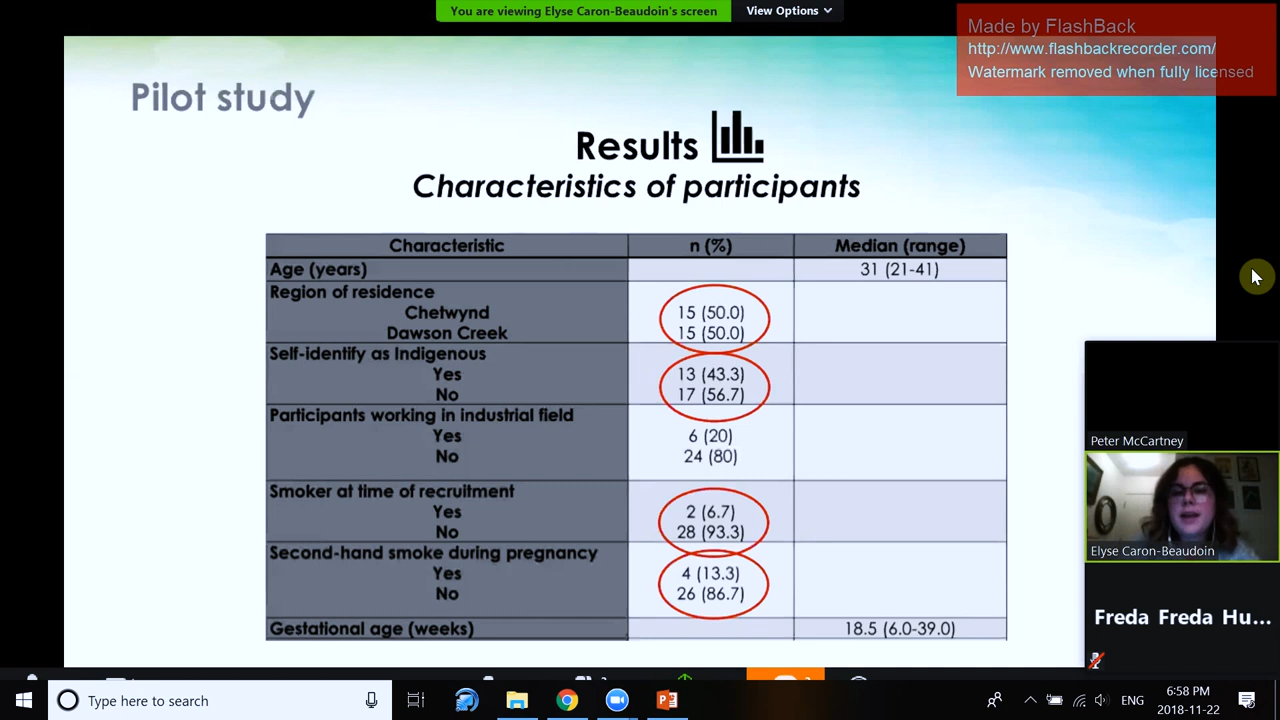 You are viewing Elyse Caron-Beaudoin's screen
View Options
Made by FlashBack
http://www.flashbackrecorder.com/
Watermark removed when fully licensed
Pilot study
Results
Characteristics of participants
Characteristic n (%) Median (range)
Age (years) 31 (21-41)
Region of residence
Chetwynd 15 (50.0)
Dawson Creek 15 (50.0)
Self-identify as Indigenous
Yes 13 (43.3)
No 17 (56.7)
Participants working in industrial field
Yes 6 (20)
No 24 (80)
Smoker at time of recruitment
Yes 2 (6.7)
No 28 (93.3)
Second-hand smoke during pregnancy
Yes 4 (13.3)
No 26 (86.7)
Gestational age (weeks) 18.5 (6.0-39.0)
Peter McCartney
Elyse Caron-Beaudoin
Freda Freda Hu...
Type here to search
ENG
6:58 PM
2018-11-22